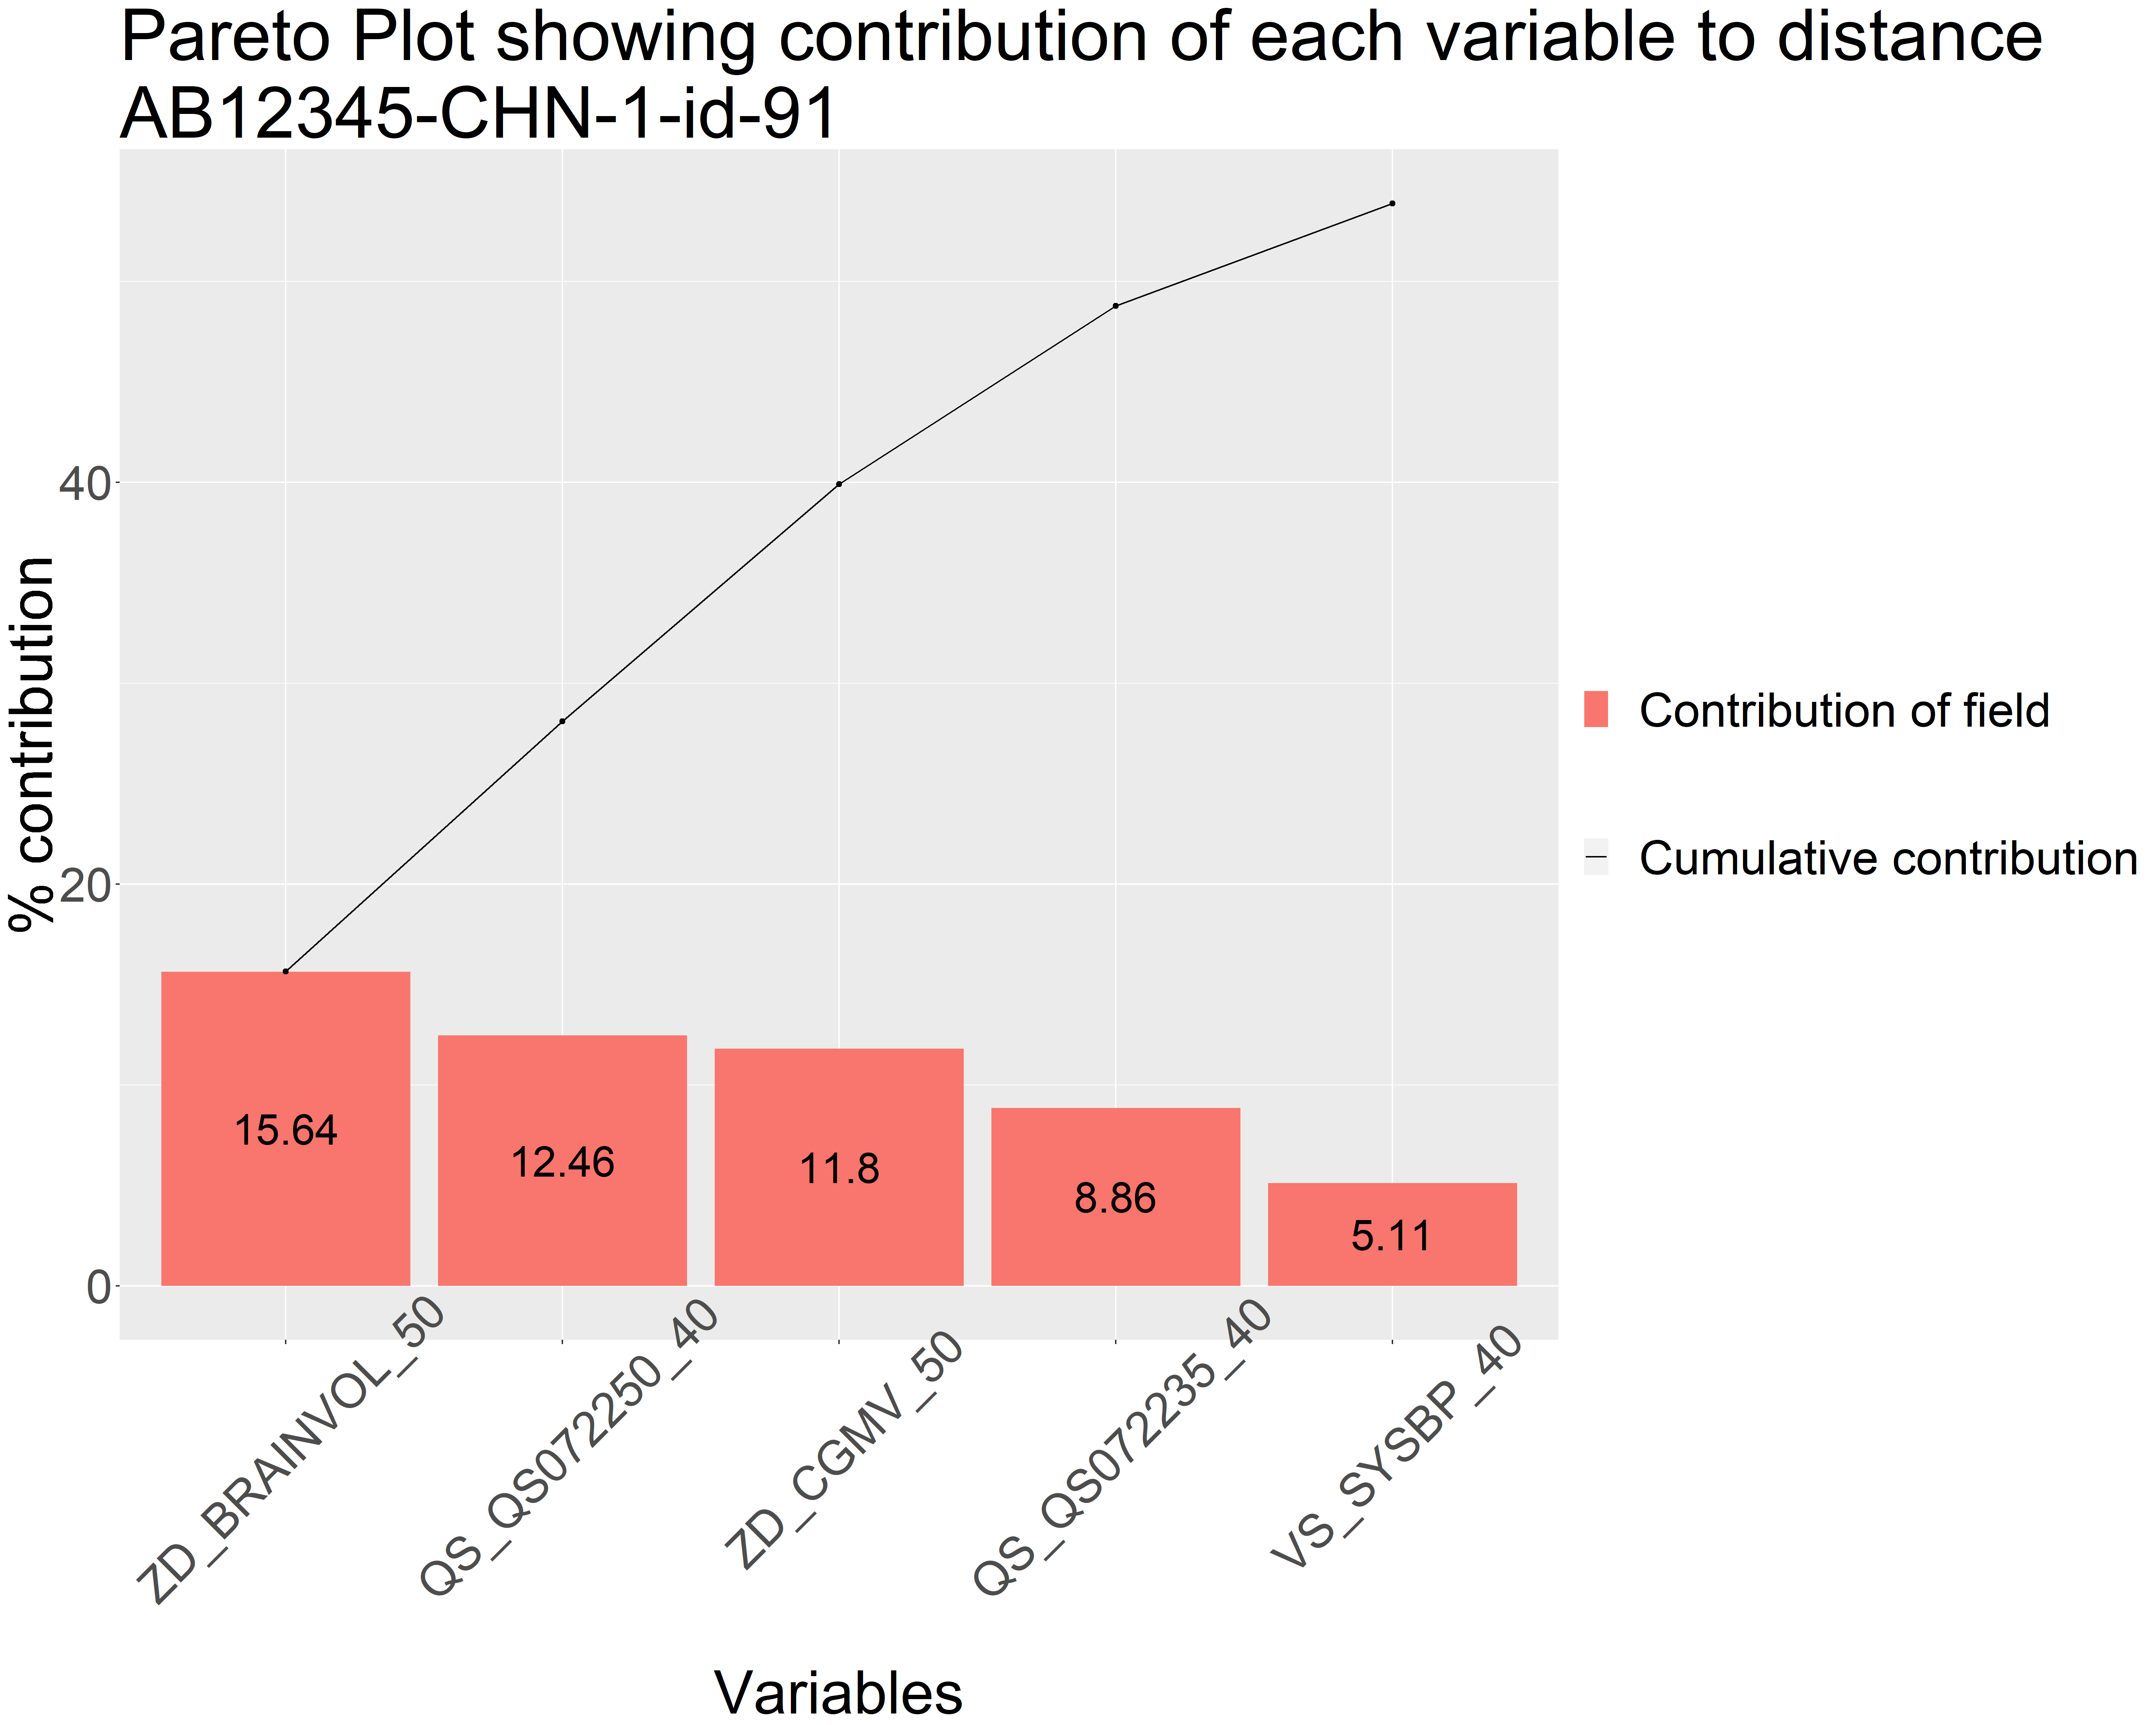 Pareto Plot showing contribution of each variable to distance
AB12345-CHN-1-id-91
% contribution
40
20
0
15.64
12.46
11.8
8.86
5.11
ZD_BRAINVOL_50
QS_QS072250_40
ZD_CGMV_50
QS_QS072235_40
VS_SYSBP_40
Variables
Contribution of field
Cumulative contribution